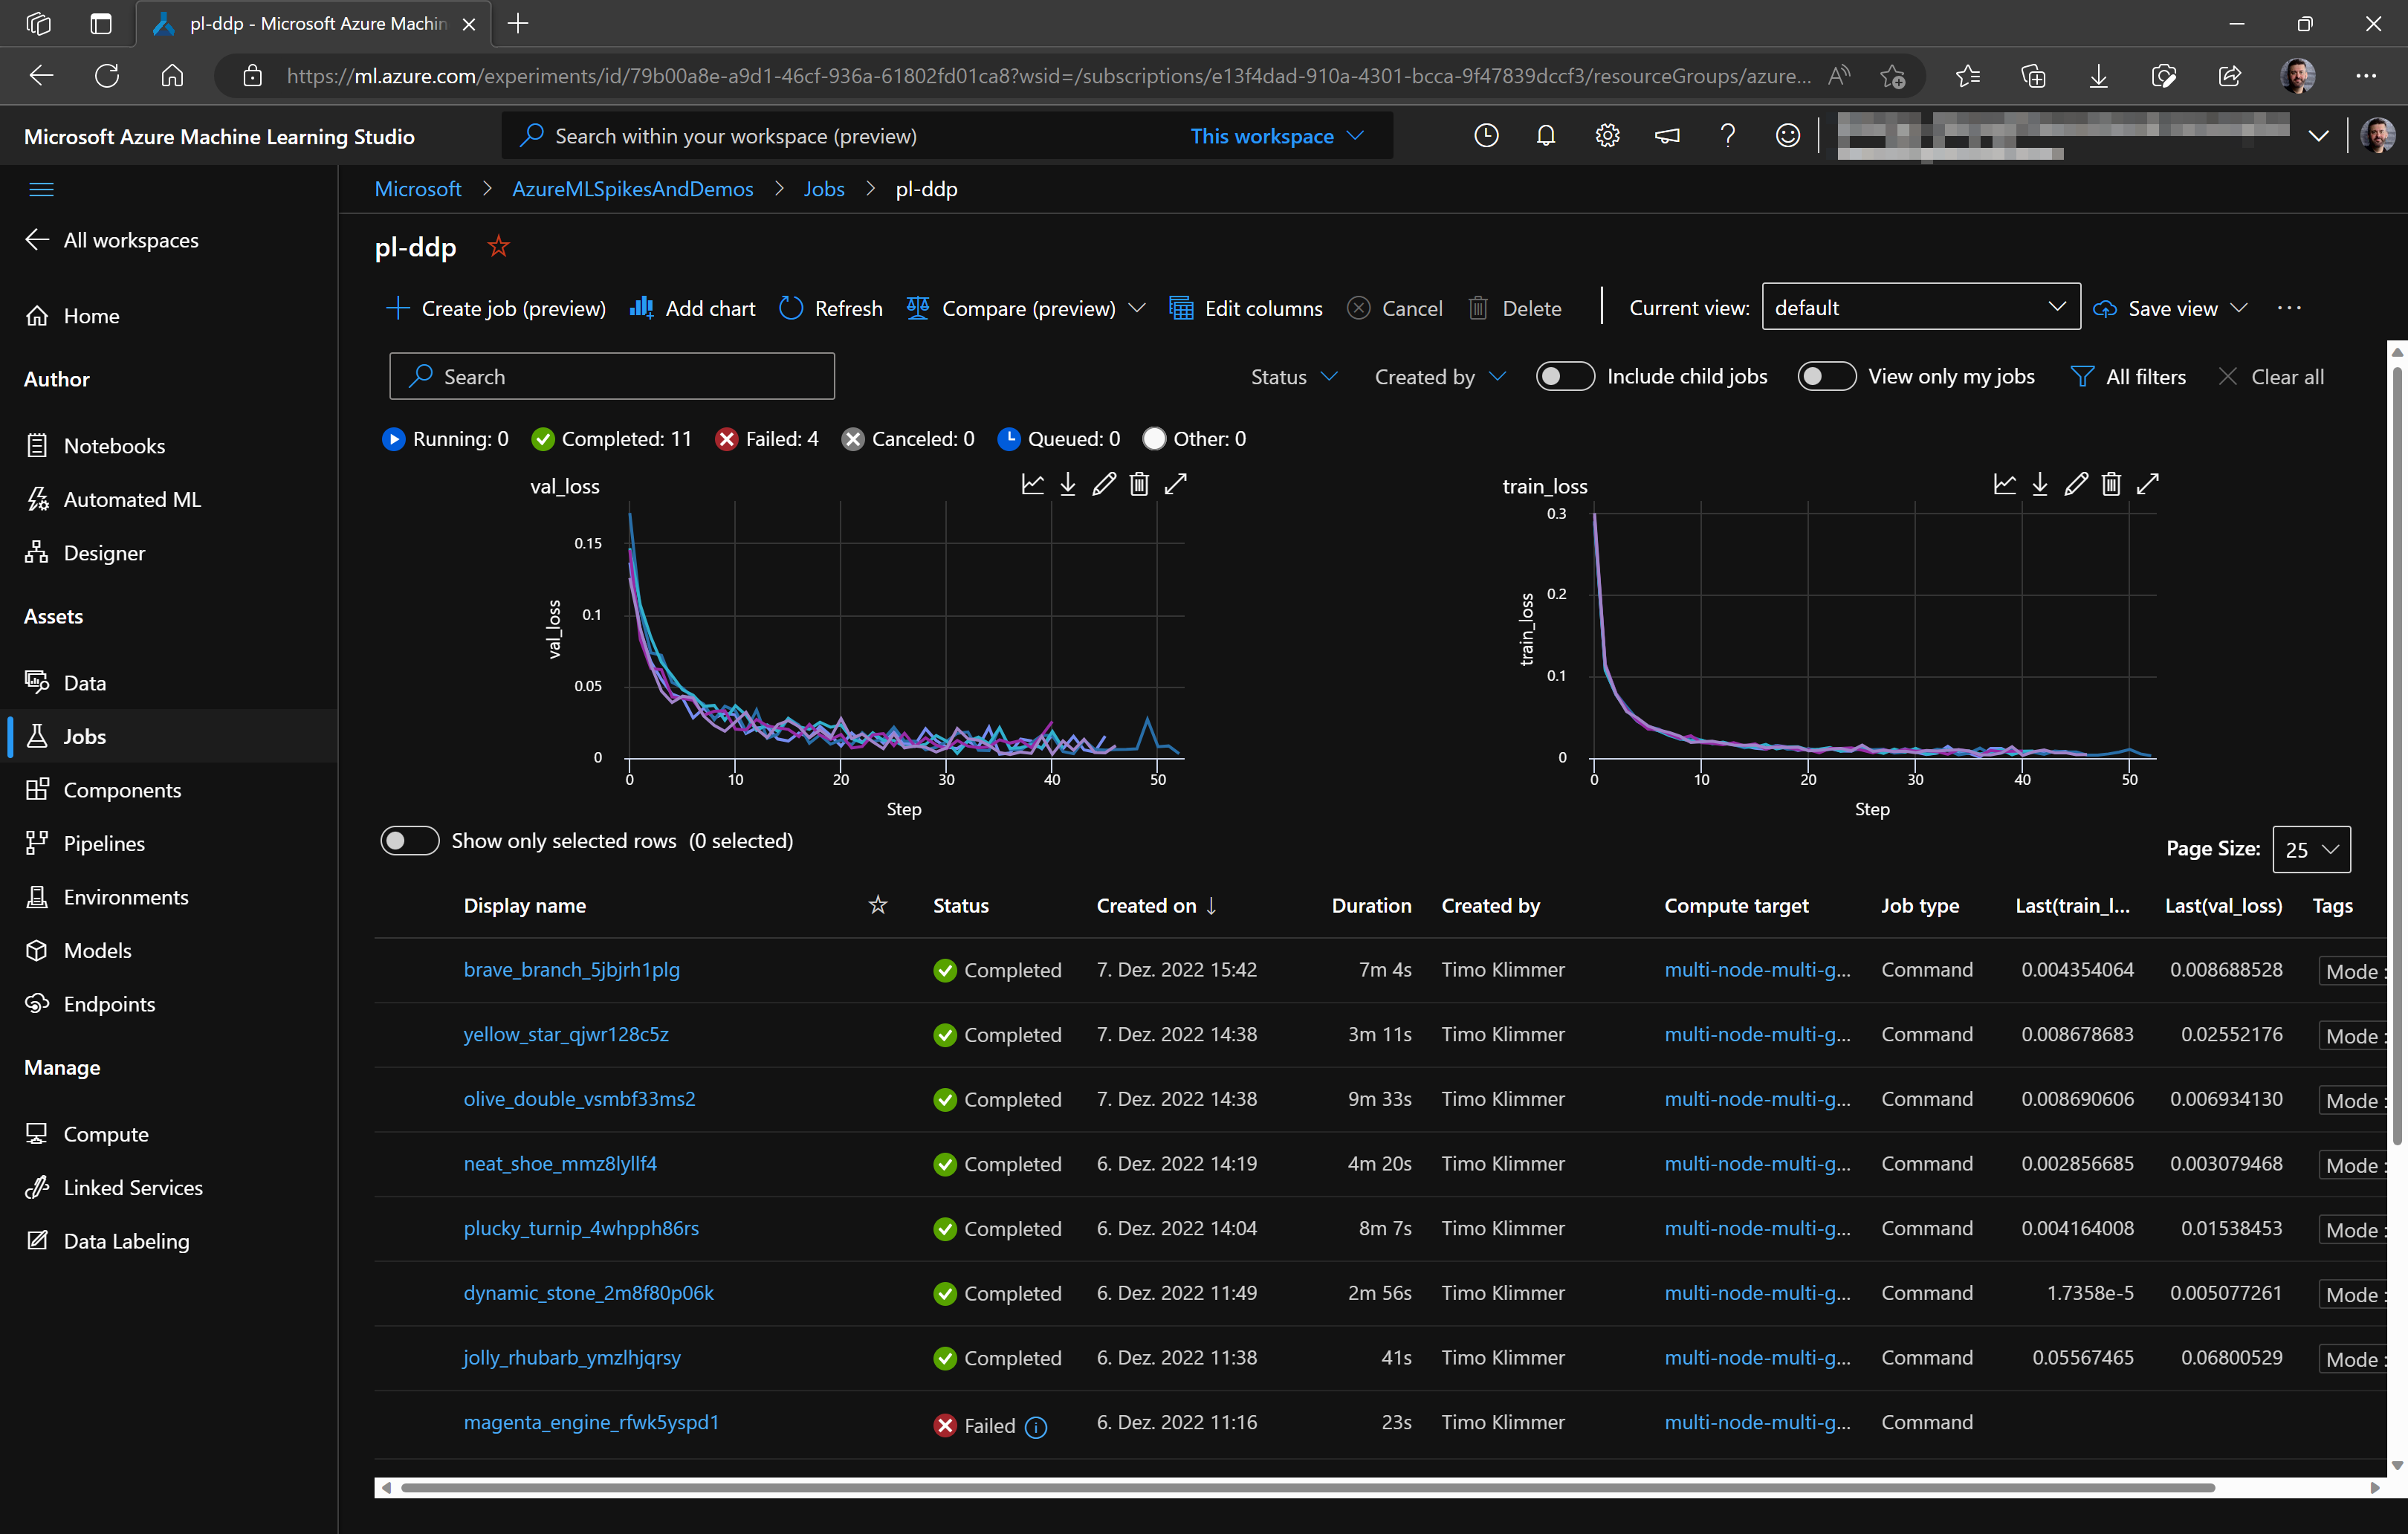 pl-ddp - Microsoft Azure Machin
https://ml.azure.com/experiments/id/79b00a8e-a9d1-46cf-936a-61802fd01ca8?wsid=/subscriptions/e13f4dad-910a-4301-bcca-9f47839dccf3/resourceGroups/azure...
Microsoft Azure Machine Learning Studio
Search within your workspace (preview)
This workspace
Microsoft > AzureMLSpikesAndDemos > Jobs > pl-ddp
All workspaces
Home
Author
Notebooks
Automated ML
Designer
Assets
Data
Jobs
Components
Pipelines
Environments
Models
Endpoints
Manage
Compute
Linked Services
Data Labeling
pl-ddp
Create job (preview) Add chart Refresh Compare (preview) Edit columns Cancel Delete Current view: default Save view ...
Search
Status Created by Include child jobs View only my jobs All filters Clear all
Running: 0 Completed: 11 Failed: 4 Canceled: 0 Queued: 0 Other: 0
val_loss
0.15
0.1
0.05
0
val_loss
0 10 20 30 40 50
Step
train_loss
0.3
0.2
0.1
0
train_loss
0 10 20 30 40 50
Step
Show only selected rows (0 selected)
Page Size: 25
Display name Status Created on ↓ Duration Created by Compute target Job type Last(train_l... Last(val_loss) Tags
brave_branch_5jbjrh1plg Completed 7. Dez. 2022 15:42 7m 4s Timo Klimmer multi-node-multi-g... Command 0.004354064 0.008688528 Mode :
yellow_star_qjwr128c5z Completed 7. Dez. 2022 14:38 3m 11s Timo Klimmer multi-node-multi-g... Command 0.008678683 0.02552176 Mode :
olive_double_vsmbf33ms2 Completed 7. Dez. 2022 14:38 9m 33s Timo Klimmer multi-node-multi-g... Command 0.008690606 0.006934130 Mode :
neat_shoe_mmz8lyllf4 Completed 6. Dez. 2022 14:19 4m 20s Timo Klimmer multi-node-multi-g... Command 0.002856685 0.003079468 Mode :
plucky_turnip_4whpph86rs Completed 6. Dez. 2022 14:04 8m 7s Timo Klimmer multi-node-multi-g... Command 0.004164008 0.01538453 Mode :
dynamic_stone_2m8f80p06k Completed 6. Dez. 2022 11:49 2m 56s Timo Klimmer multi-node-multi-g... Command 1.7358e-5 0.005077261 Mode :
jolly_rhubarb_ymzlhjqrsy Completed 6. Dez. 2022 11:38 41s Timo Klimmer multi-node-multi-g... Command 0.05567465 0.06800529 Mode :
magenta_engine_rfwk5yspd1 Failed 6. Dez. 2022 11:16 23s Timo Klimmer multi-node-multi-g... Command